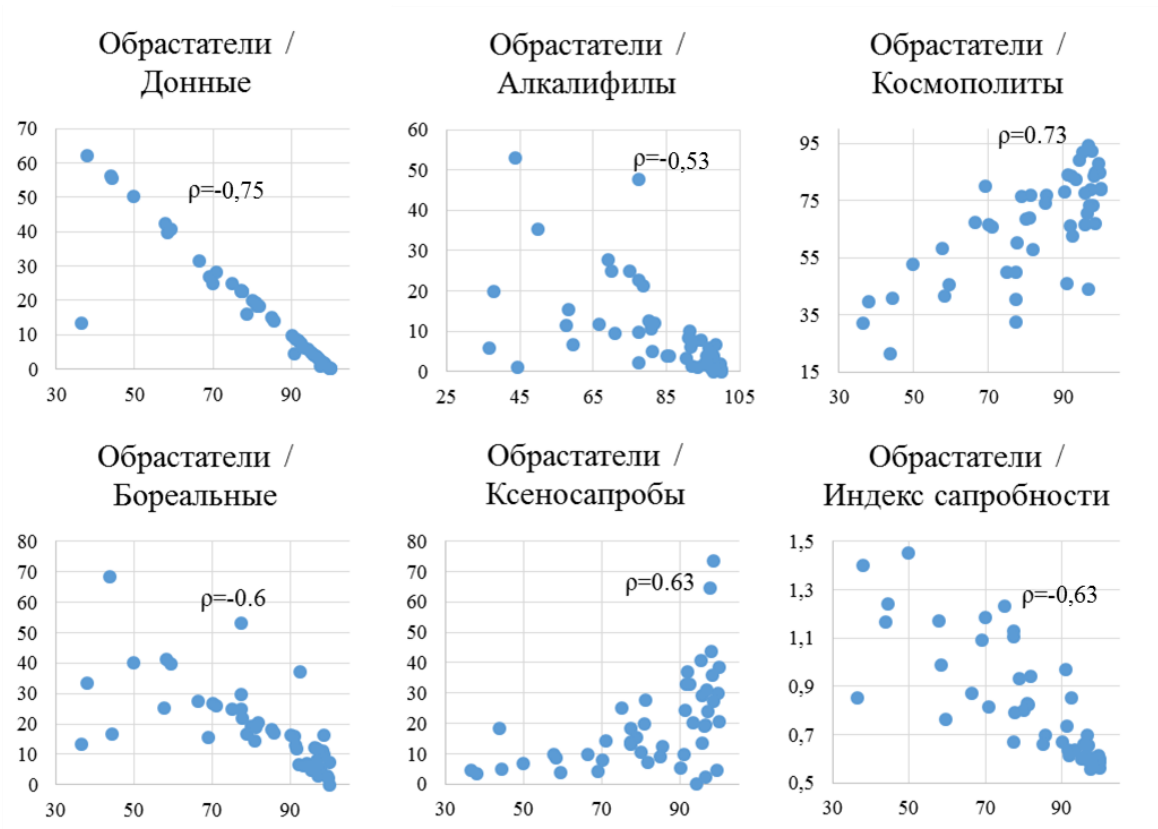 Обрастатели /
Донные
70
60
50
40
30
20
10
0
ρ=-0,75
30 50 70 90
Обрастатели /
Алкалифилы
60
50
40
30
20
10
0
ρ=-0,53
25 45 65 85 105
Обрастатели /
Космополиты
95
75
55
35
15
ρ=0.73
30 50 70 90
Обрастатели /
Бореальные
80
70
60
50
40
30
20
10
0
ρ=-0.6
30 50 70 90
Обрастатели /
Ксеносапробы
80
70
60
50
40
30
20
10
0
ρ=0.63
30 50 70 90
Обрастатели /
Индекс сапробности
1,5
1,3
1,1
0,9
0,7
0,5
ρ=-0,63
30 50 70 90